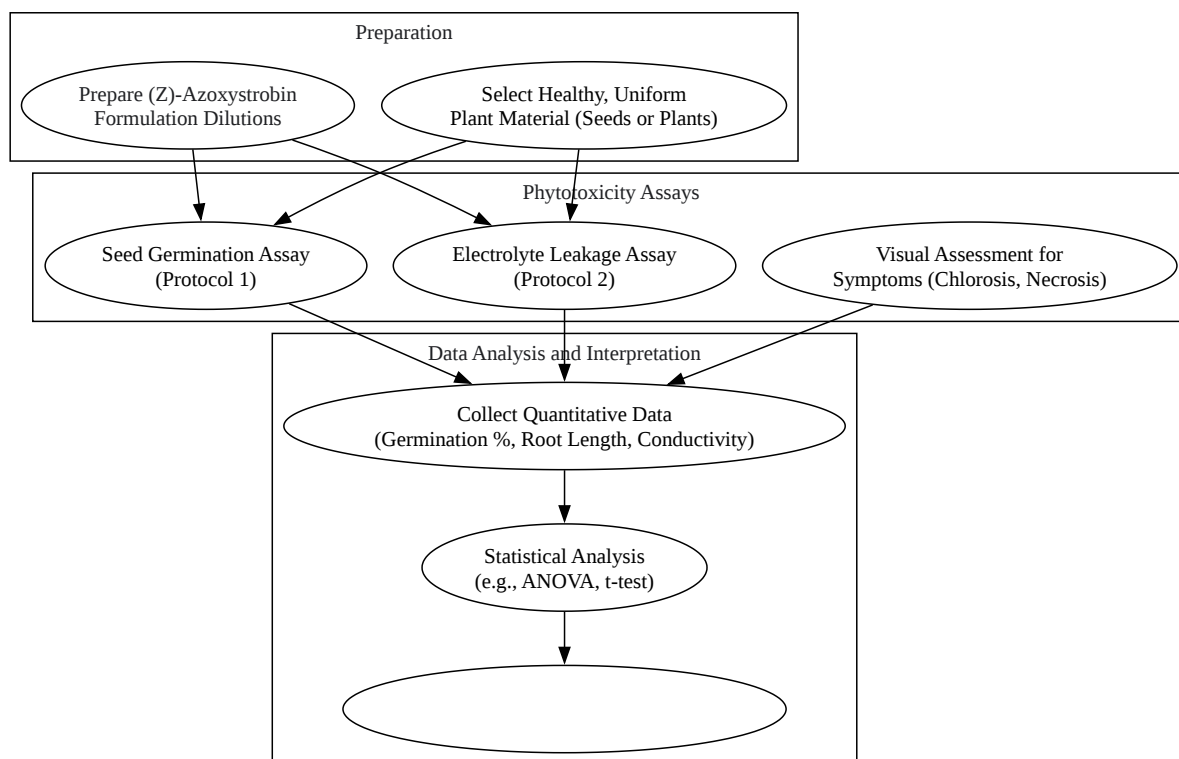 Preparation
Prepare (Z)-Azoxystrobin
Formulation Dilutions
Select Healthy, Uniform
Plant Material (Seeds or Plants)
Phytotoxicity Assays
Seed Germination Assay
(Protocol 1)
Electrolyte Leakage Assay
(Protocol 2)
Visual Assessment for
Symptoms (Chlorosis, Necrosis)
Data Analysis and Interpretation
Collect Quantitative Data
(Germination %, Root Length, Conductivity)
Statistical Analysis
(e.g., ANOVA, t-test)